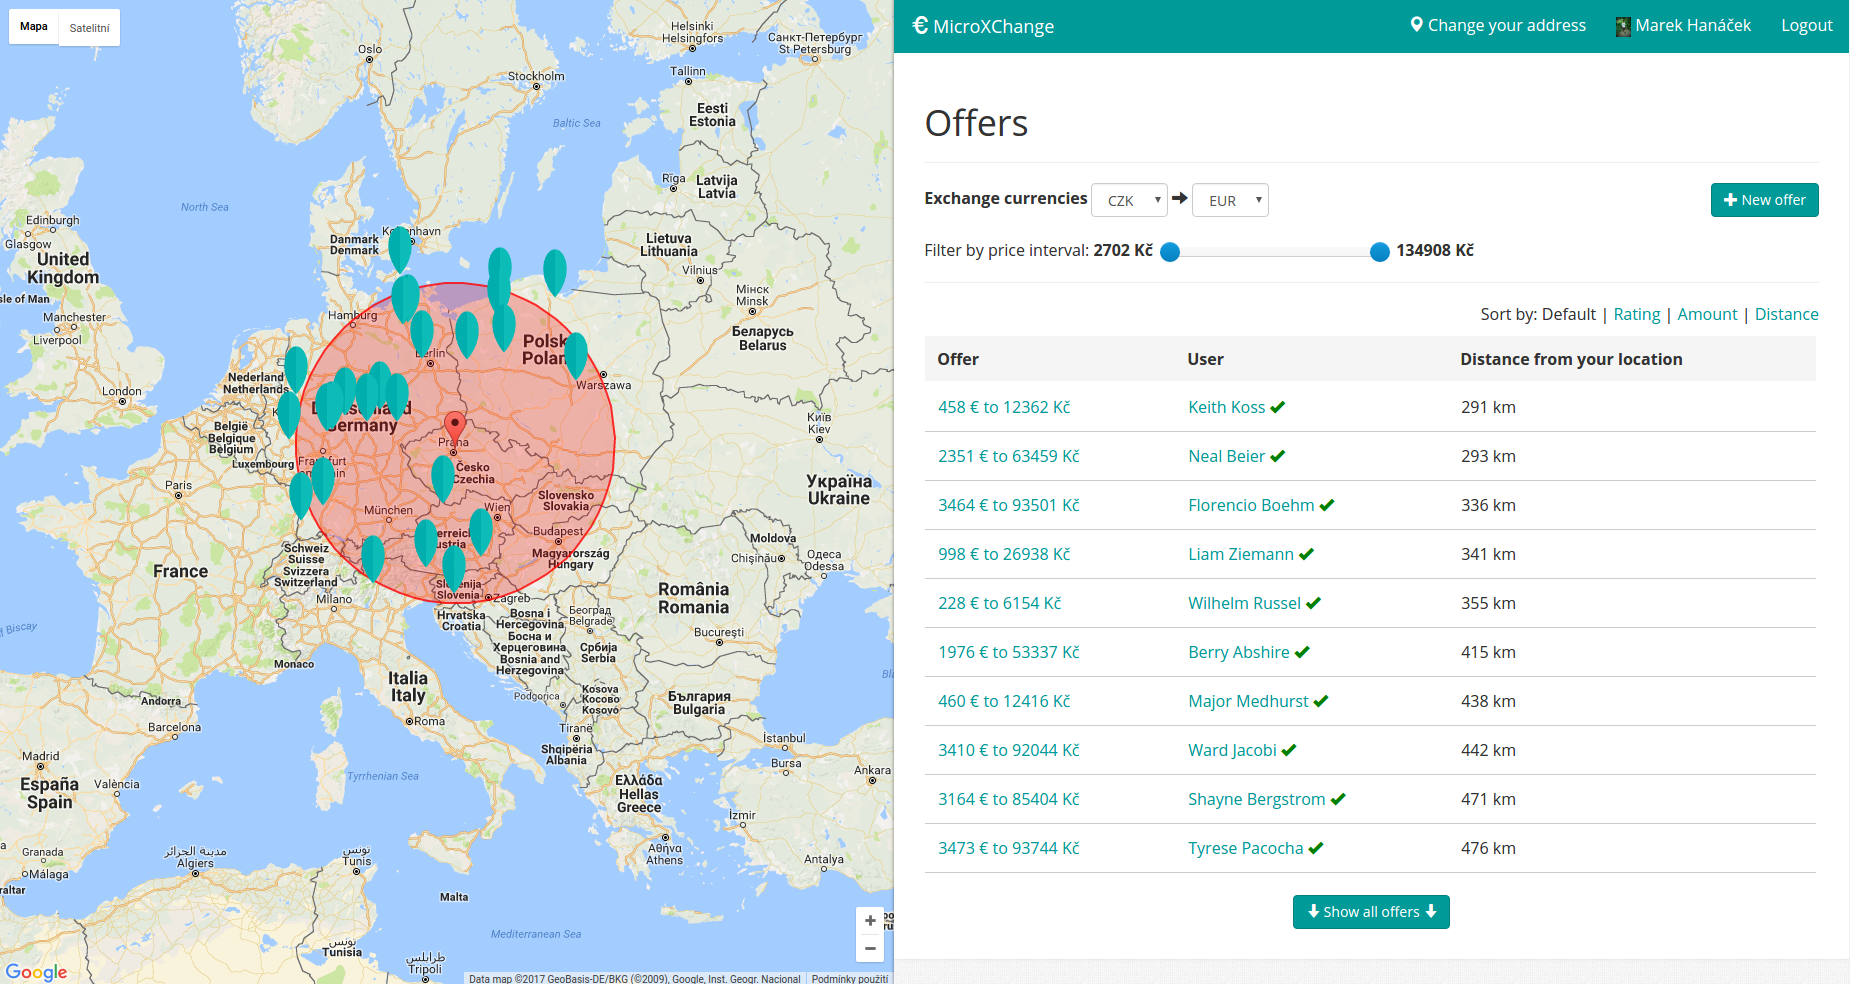 Mapa
Satelitní
Helsinki
Helsingfors
Санкт-Петербург
St Petersburg
Oslo
Tallinn
Stockholm
Eesti
Estonia
Baltic Sea
Rīga
Latvija
Latvia
North Sea
Edinburgh
Glasgow
Danmark
Denmark
Lietuva
Lithuania
United
Kingdom
Vilnius
Мінск
Minsk
Isle of Man
Manchester
Hamburg
Liverpool
Беларусь
Belarus
Berlin
Nederland
Netherlands
Warszawa
London
Germany
Київ
Kiev
België
Belgique
Belgium
Praha
Luxembourg
Česko
Czechia
Україна
Ukraine
Paris
Slovensko
Slovakia
München
Wien
Budapest
Schweiz
Suisse
Svizzera
Switzerland
Magyarország
Hungary
Moldova
Chișinău
Одеса
Odessa
France
Slovenia
România
Romania
Milano
Zagreb
Hrvatska
Croatia
Bosna i
Hercegovina
Босна и
Херцеговина
Bosnia and
Herzegovina
Београд
Belgrade
Biscay
București
Србија
Serbia
Monaco
Italia
Italy
Andorra
Kosova
Косово
Kosovo
България
Bulgaria
Podgorica
Barcelona
Roma
Tiranë
Madrid
Shqipëria
Albania
İstanbul
Bursa
Ankara
España
Spain
València
Tyrrhenian Sea
Ελλάδα
Hellas
Greece
İzmir
Granada
Málaga
مدينة الجزائر
Algiers
تونس
Tunis
Αθήνα
Athens
Antalya
Malta
تونس
Tunisia
Mediterranean Sea
طرابلس
Tripoli
+
−
Google
Data map ©2017 GeoBasis-DE/BKG (©2009), Google, Inst. Geogr. Nacional
Podmínky použití
€ MicroXChange
Change your address
Marek Hanáček
Logout
Offers
Exchange currencies CZK EUR
+ New offer
Filter by price interval: 2702 Kč 134908 Kč
Sort by: Default | Rating | Amount | Distance
Offer User Distance from your location
458 € to 12362 Kč Keith Koss 291 km
2351 € to 63459 Kč Neal Beier 293 km
3464 € to 93501 Kč Florencio Boehm 336 km
998 € to 26938 Kč Liam Ziemann 341 km
228 € to 6154 Kč Wilhelm Russel 355 km
1976 € to 53337 Kč Berry Abshire 415 km
460 € to 12416 Kč Major Medhurst 438 km
3410 € to 92044 Kč Ward Jacobi 442 km
3164 € to 85404 Kč Shayne Bergstrom 471 km
3473 € to 93744 Kč Tyrese Pacocha 476 km
Show all offers